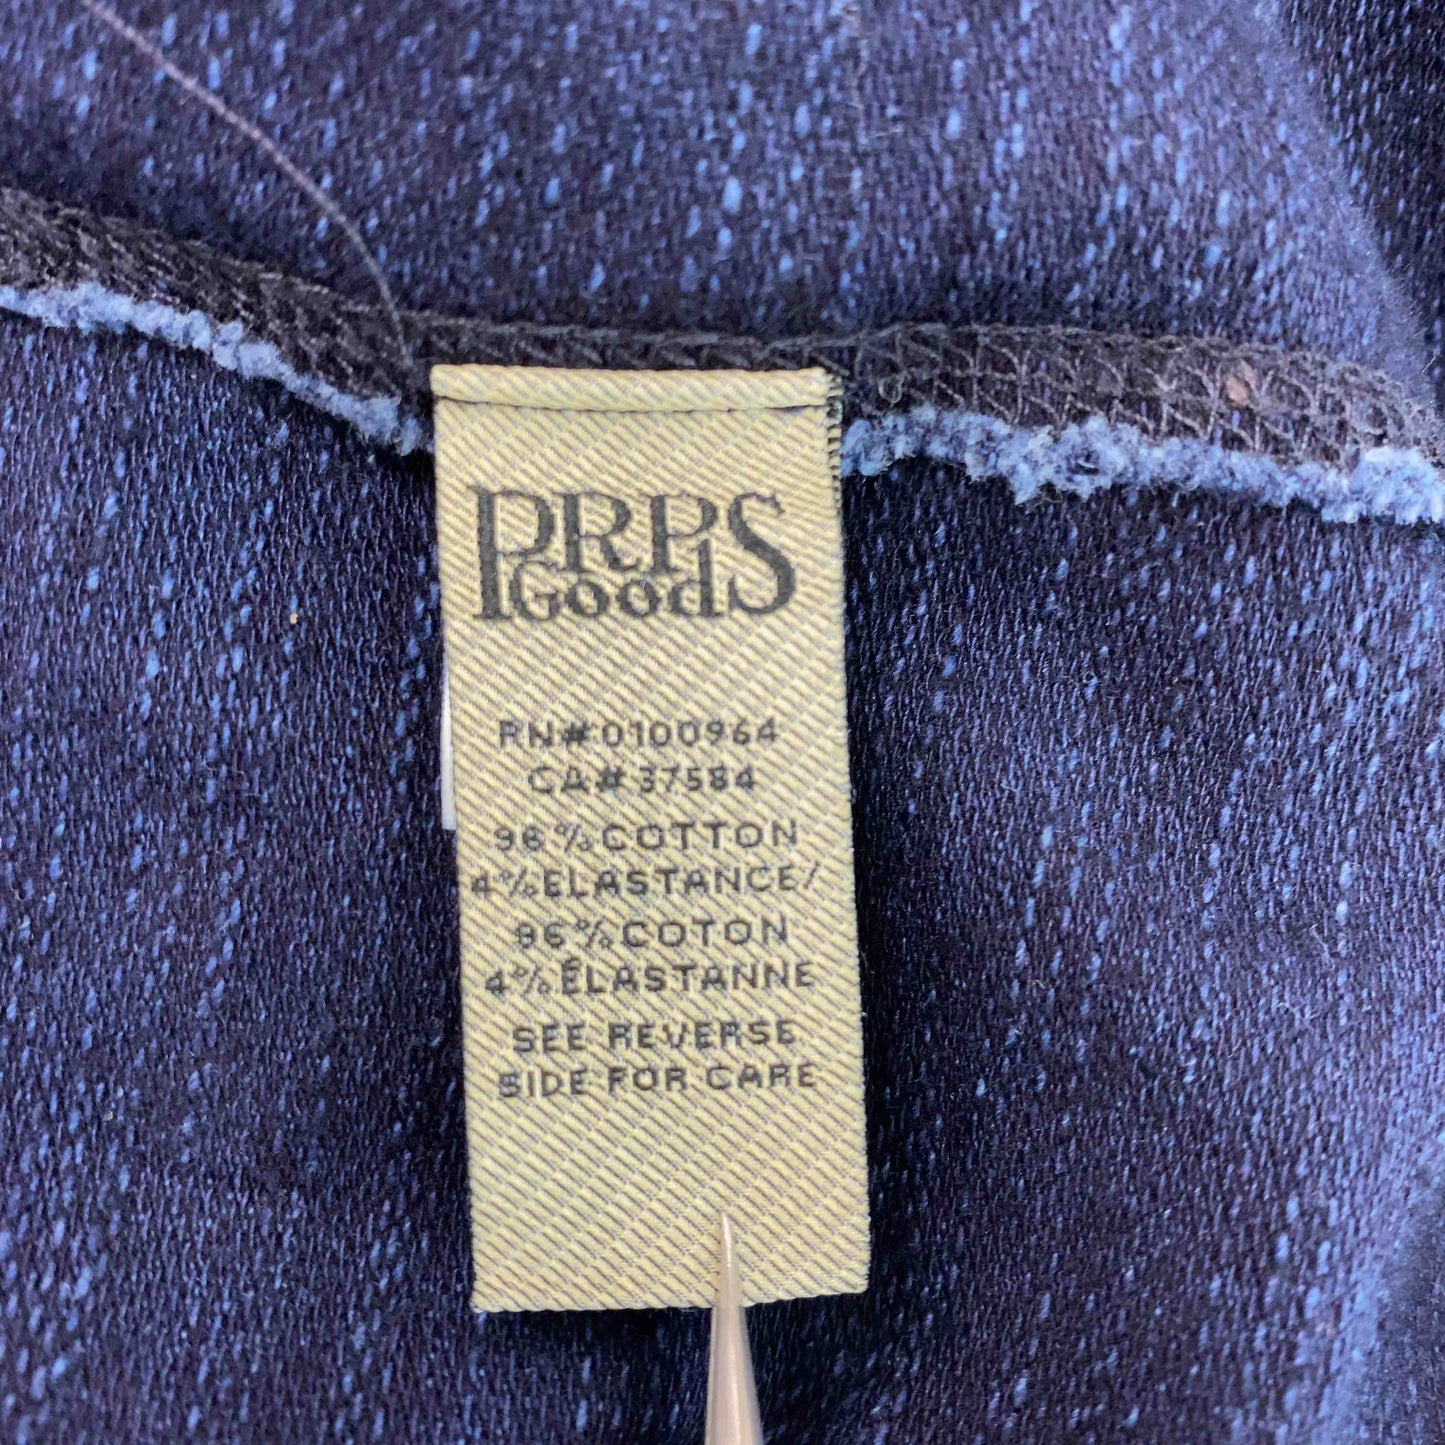 PRPS
Goods
RN#0100964
CA#37584
96%COTTON
4%ELASTANCE/
96%COTON
4%ÉLASTANNE
SEE REVERSE
SIDE FOR CARE